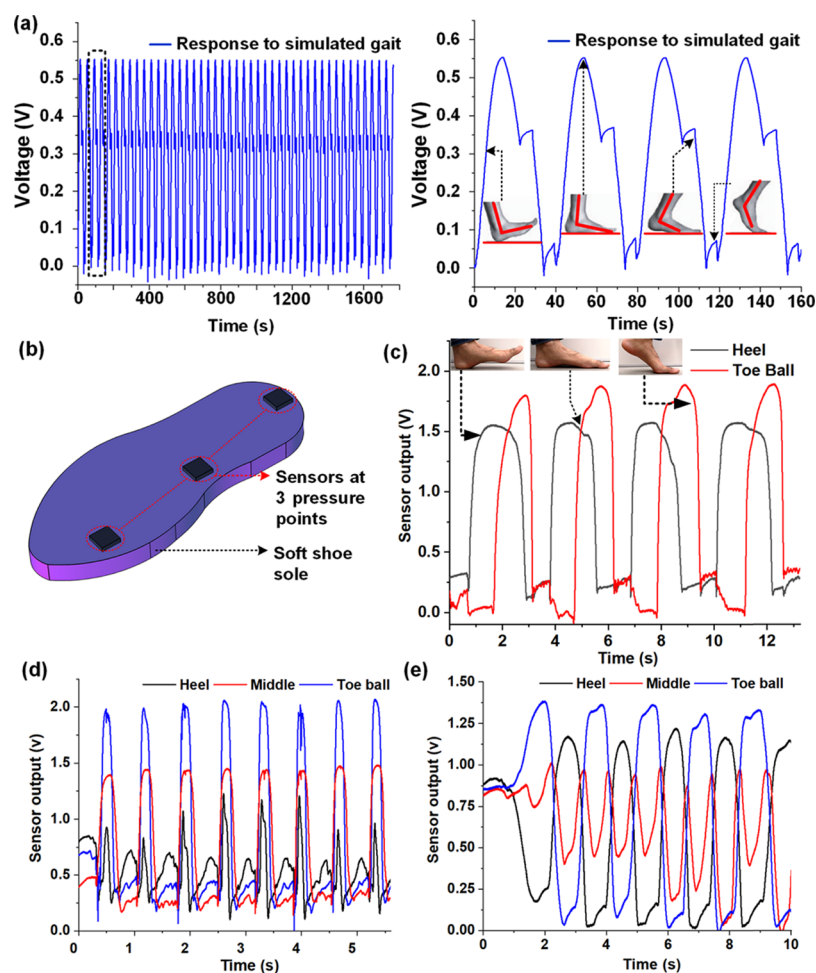 (a)
Response to simulated gait
Voltage (V)
0.6
0.5
0.4
0.3
0.2
0.1
0.0
0 400 800 1200 1600
Time (s)
Response to simulated gait
Voltage (V)
0.6
0.5
0.4
0.3
0.2
0.1
0.0
0 20 40 60 80 100 120 140 160
Time (s)
(b)
Sensors at
3 pressure
points
Soft shoe
sole
(c)
Heel
Toe Ball
Sensor output (v)
2.0
1.5
1.0
0.5
0.0
0 2 4 6 8 10 12
Time (s)
(d)
Heel Middle Toe ball
Sensor output (v)
2.0
1.5
1.0
0.5
0.0
0 1 2 3 4 5
Time (s)
(e)
Heel Middle Toe ball
Sensor output (v)
1.50
1.25
1.00
0.75
0.50
0.25
0.00
0 2 4 6 8 10
Time (s)